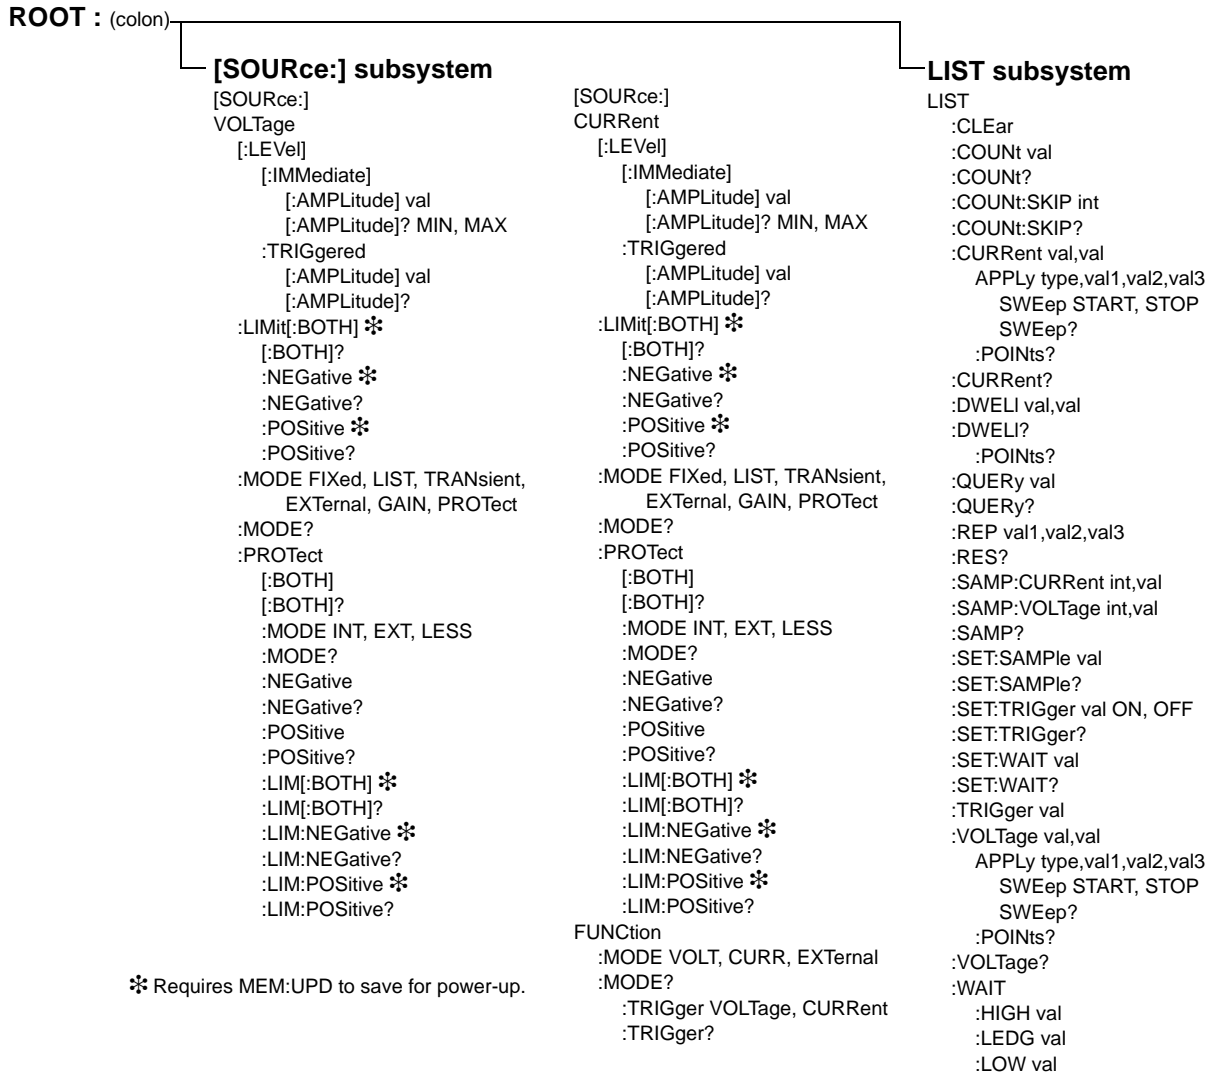 ROOT : (colon)
[SOURce:] subsystem
[SOURce:]
VOLTage
[:LEVel]
[:IMMediate]
[:AMPLitude] val
[:AMPLitude]? MIN, MAX
:TRIGgered
[:AMPLitude] val
[:AMPLitude]?
:LIMit[:BOTH] ✻
[:BOTH]?
:NEGative ✻
:NEGative?
:POSitive ✻
:POSitive?
:MODE FIXed, LIST, TRANsient,
EXTernal, GAIN, PROTect
:MODE?
:PROTect
[:BOTH]
[:BOTH]?
:MODE INT, EXT, LESS
:MODE?
:NEGative
:NEGative?
:POSitive
:POSitive?
:LIM[:BOTH] ✻
:LIM[:BOTH]?
:LIM:NEGative ✻
:LIM:NEGative?
:LIM:POSitive ✻
:LIM:POSitive?
✻ Requires MEM:UPD to save for power-up.
[SOURce:]
CURRent
[:LEVel]
[:IMMediate]
[:AMPLitude] val
[:AMPLitude]? MIN, MAX
:TRIGgered
[:AMPLitude] val
[:AMPLitude]?
:LIMit[:BOTH] ✻
[:BOTH]?
:NEGative ✻
:NEGative?
:POSitive ✻
:POSitive?
:MODE FIXed, LIST, TRANsient,
EXTernal, GAIN, PROTect
:MODE?
:PROTect
[:BOTH]
[:BOTH]?
:MODE INT, EXT, LESS
:MODE?
:NEGative
:NEGative?
:POSitive
:POSitive?
:LIM[:BOTH] ✻
:LIM[:BOTH]?
:LIM:NEGative ✻
:LIM:NEGative?
:LIM:POSitive ✻
:LIM:POSitive?
FUNCtion
:MODE VOLT, CURR, EXTernal
:MODE?
:TRIGger VOLTage, CURRent
:TRIGger?
LIST subsystem
LIST
:CLEar
:COUNt val
:COUNt?
:COUNt:SKIP int
:COUNt:SKIP?
:CURRent val,val
APPLy type,val1,val2,val3
SWEep START, STOP
SWEep?
:POINts?
:CURRent?
:DWELl val,val
:DWELl?
:POINts?
:QUERy val
:QUERy?
:REP val1,val2,val3
:RES?
:SAMP:CURRent int,val
:SAMP:VOLTage int,val
:SAMP?
:SET:SAMPle val
:SET:SAMPle?
:SET:TRIGger val ON, OFF
:SET:TRIGger?
:SET:WAIT val
:SET:WAIT?
:TRIGger val
:VOLTage val,val
APPLy type,val1,val2,val3
SWEep START, STOP
SWEep?
:POINts?
:VOLTage?
:WAIT
:HIGH val
:LEDG val
:LOW val